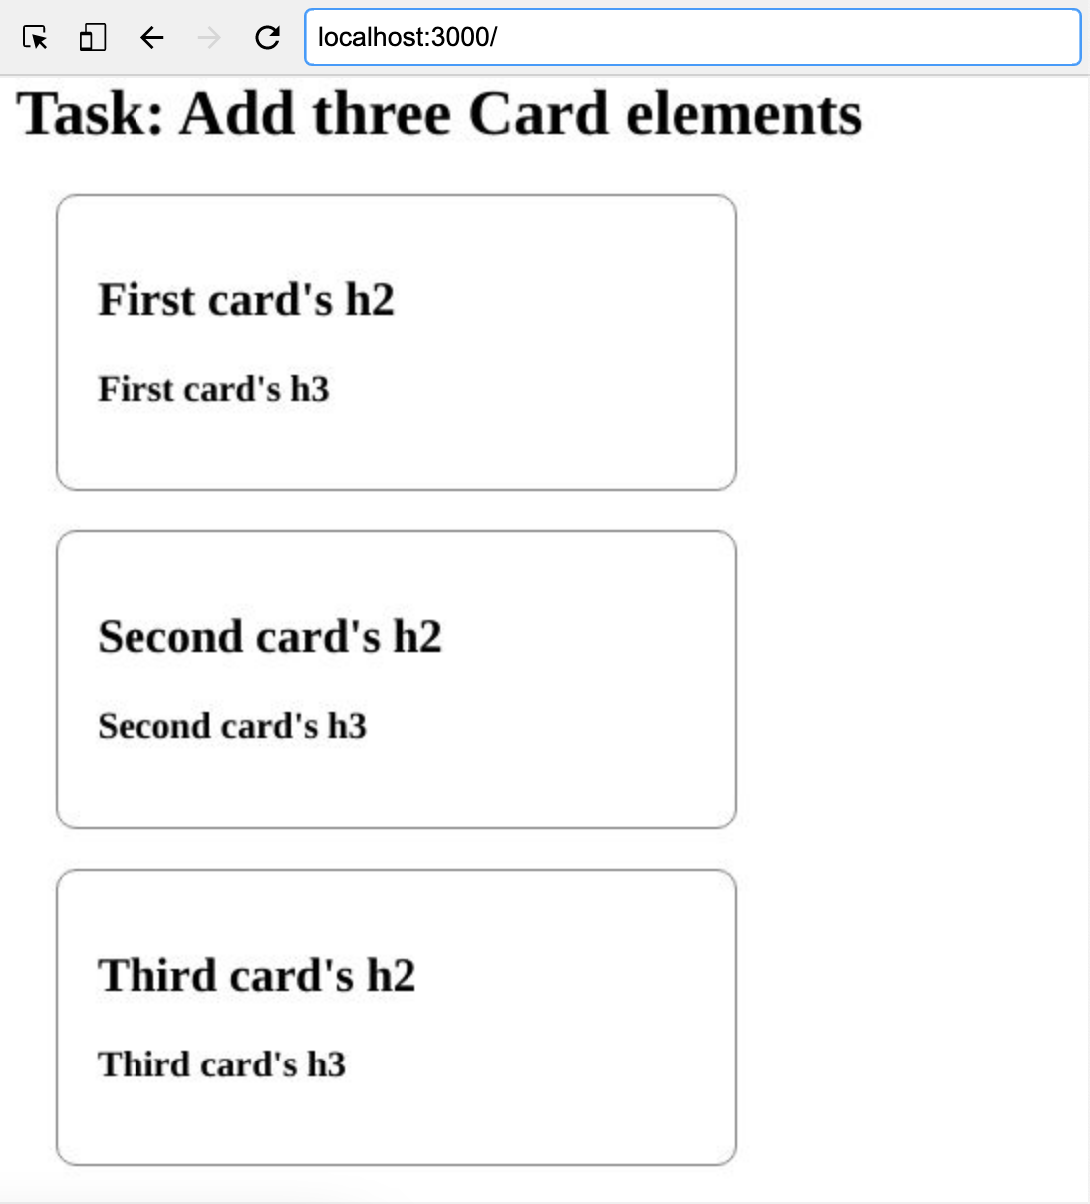 localhost:3000/
Task: Add three Card elements
First card's h2
First card's h3
Second card's h2
Second card's h3
Third card's h2
Third card's h3